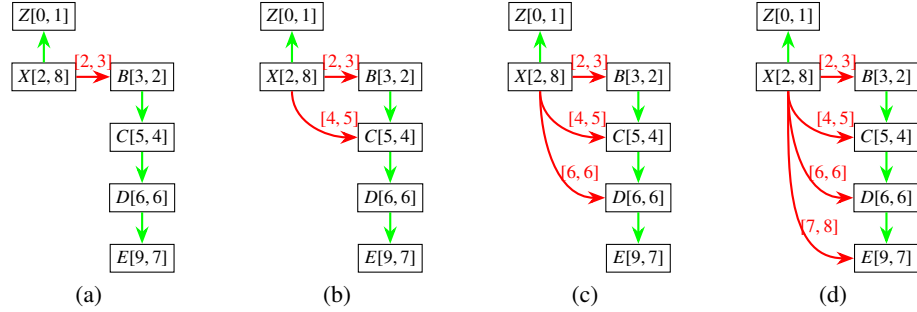 Z[0, 1] Z[0, 1] Z[0, 1] Z[0, 1]
[2, 3] [2, 3] [2, 3] [2, 3]
X[2, 8] B[3, 2] X[2, 8] B[3, 2] X[2, 8] B[3, 2] X[2, 8] B[3, 2]
[4, 5] [4, 5] [4, 5]
C[5, 4] C[5, 4] C[5, 4] C[5, 4]
[6, 6] [6, 6]
D[6, 6] D[6, 6] D[6, 6] D[6, 6]
[7, 8]
E[9, 7] E[9, 7] E[9, 7] E[9, 7]
(a) (b) (c) (d)